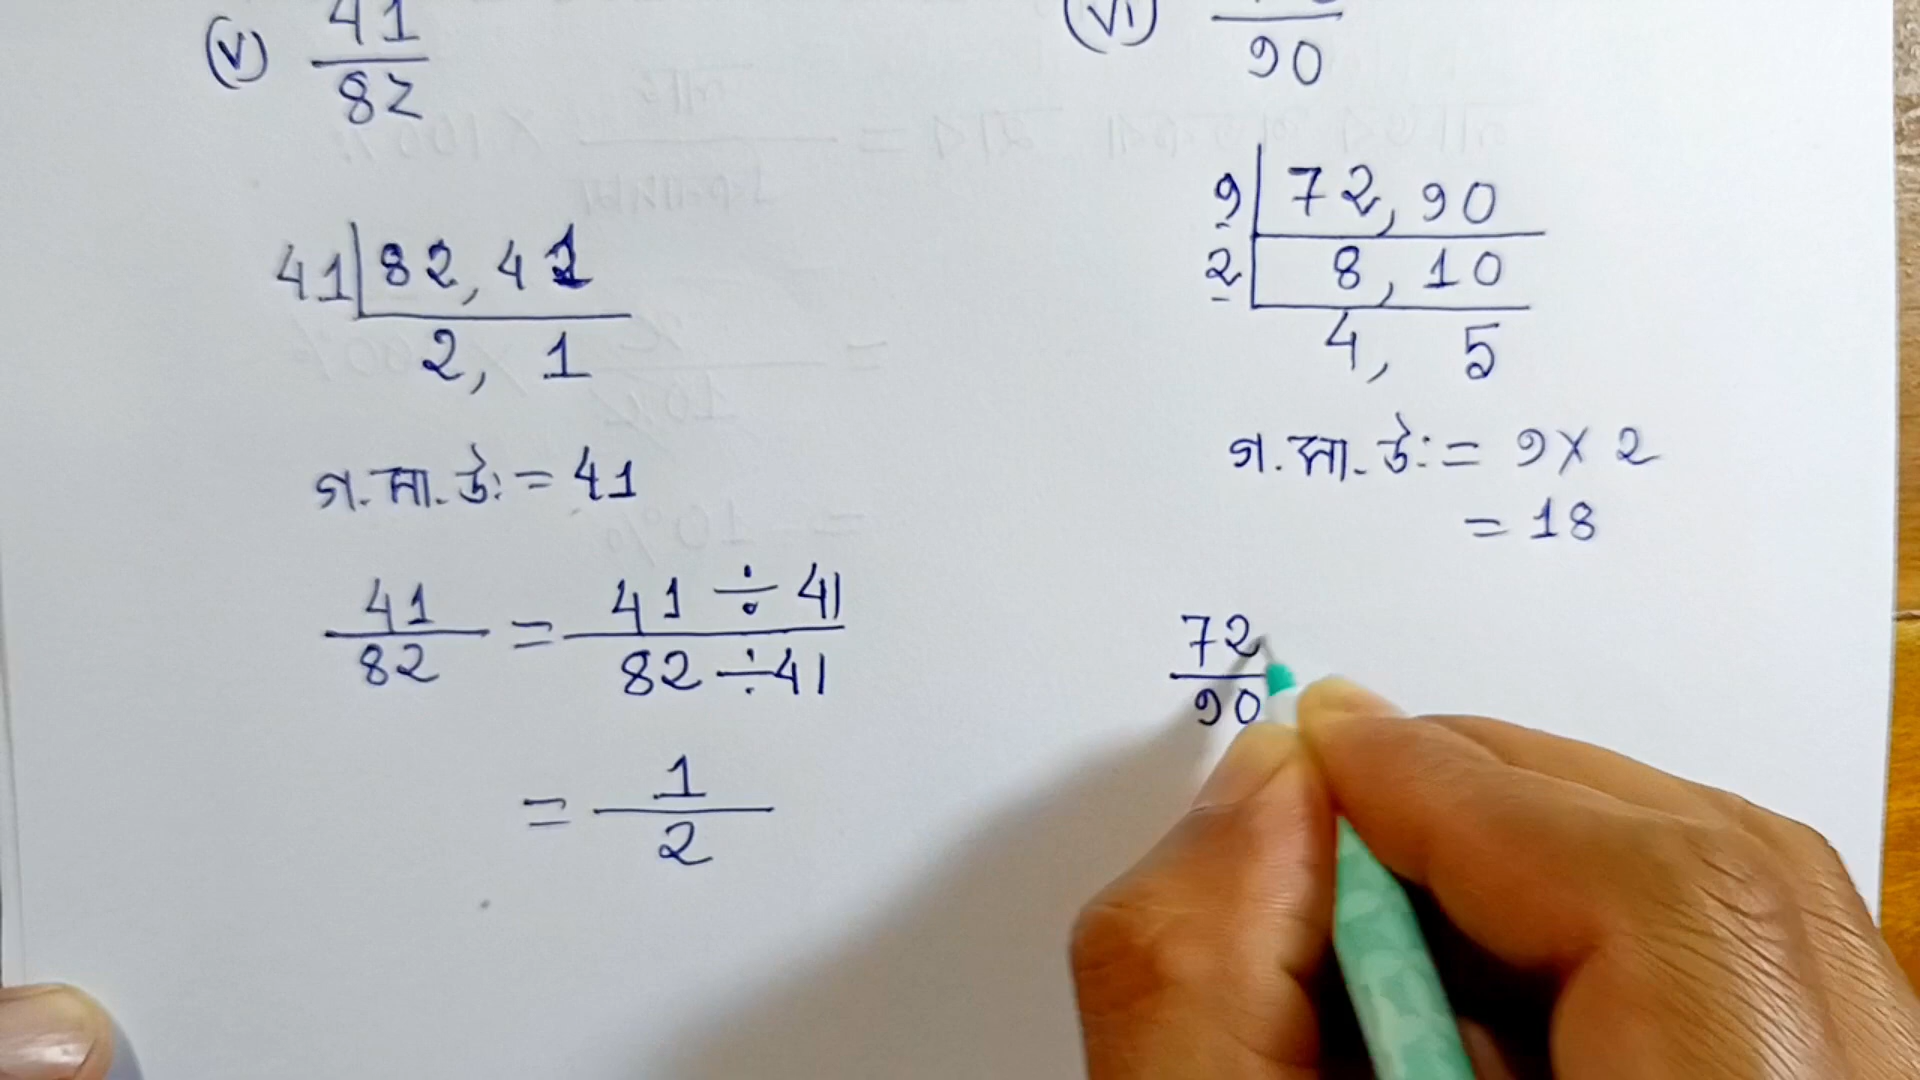 (v) 41
82
41 | 82, 41
2, 1
গ.সা.উ: = 41
41 = 41 ÷ 41
82 82 ÷ 41
= 1
2
(vi)
90
9 | 72, 90
2 | 8, 10
4, 5
গ.সা.উ: = 9 × 2
= 18
72
90